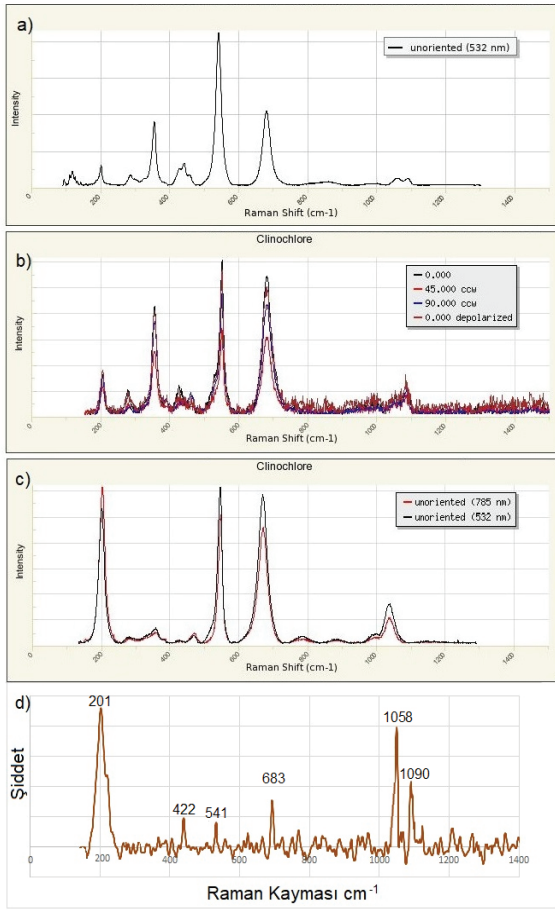 a)
unoriented (532 nm)
Intensity
0 200 400 600 800 1000 1200 1400
Raman Shift (cm-1)
Clinochlore
b)
0.000
45.000 ccw
90.000 ccw
0.000 depolarized
Intensity
0 200 400 600 800 1000 1200 1400
Raman Shift (cm-1)
Clinochlore
c)
unoriented (785 nm)
unoriented (532 nm)
Intensity
0 200 400 600 800 1000 1200 1400
Raman Shift (cm-1)
d)
201
1058
1090
683
422
541
Şiddet
0 200 400 600 800 1000 1200 1400
Raman Kayması cm-1